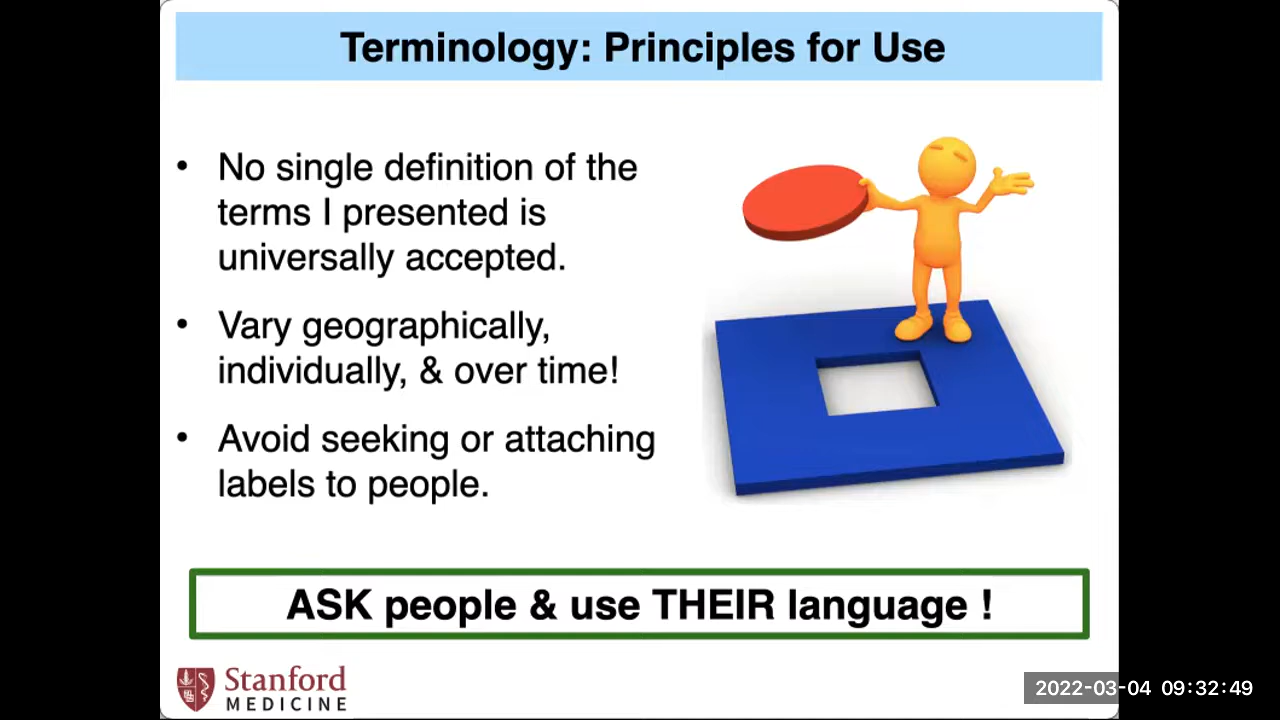 Terminology: Principles for Use
• No single definition of the
terms I presented is
universally accepted.
• Vary geographically,
individually, & over time!
• Avoid seeking or attaching
labels to people.
ASK people & use THEIR language !
Stanford
MEDICINE
2022-03-04 09:32:49